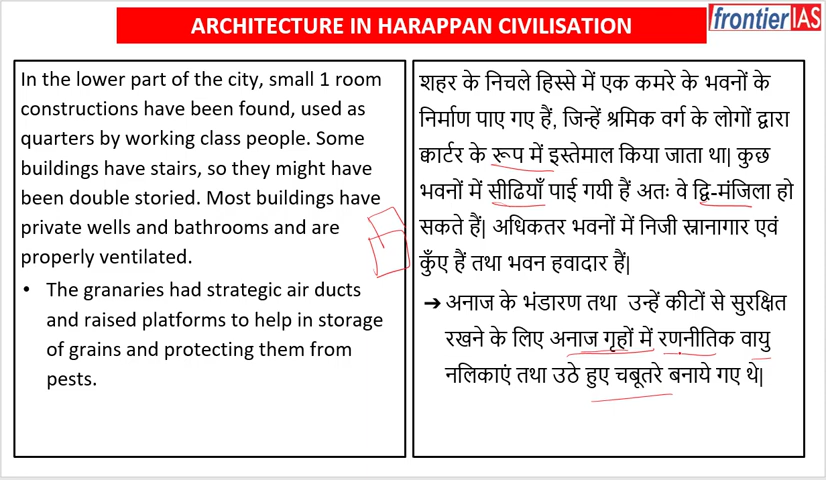 ARCHITECTURE IN HARAPPAN CIVILISATION
frontierIAS
In the lower part of the city, small 1 room
constructions have been found, used as
quarters by working class people. Some
buildings have stairs, so they might have
been double storied. Most buildings have
private wells and bathrooms and are
properly ventilated.
• The granaries had strategic air ducts
and raised platforms to help in storage
of grains and protecting them from
pests.
शहर के निचले हिस्से में एक कमरे के भवनों के
निर्माण पाए गए हैं, जिन्हें श्रमिक वर्ग के लोगों द्वारा
क्वार्टर के रूप में इस्तेमाल किया जाता था| कुछ
भवनों में सीढियाँ पाई गयी हैं अतः वे द्वि-मंजिला हो
सकते हैं| अधिकतर भवनों में निजी स्नानागार एवं
कुँए हैं तथा भवन हवादार हैं|
➔ अनाज के भंडारण तथा उन्हें कीटों से सुरक्षित
रखने के लिए अनाज गृहों में रणनीतिक वायु
नलिकाएं तथा उठे हुए चबूतरे बनाये गए थे|